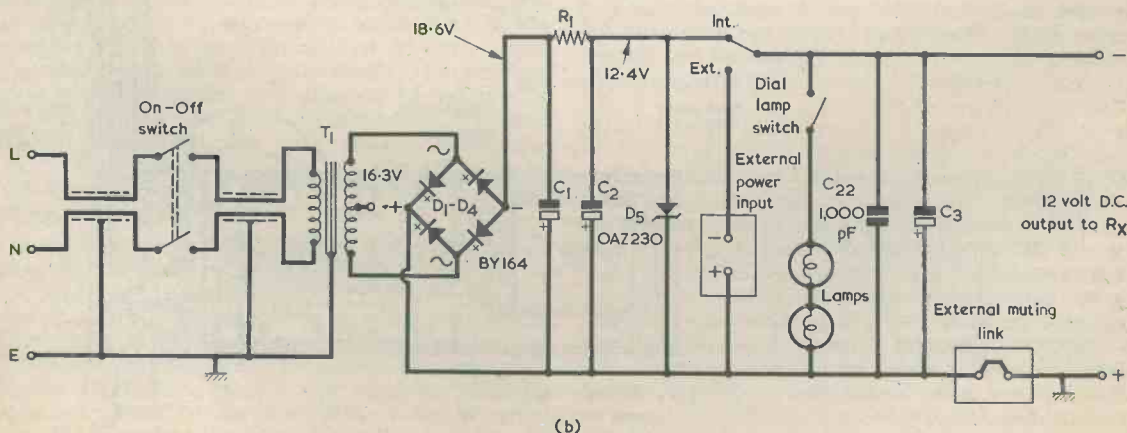 18·6V
R1
Int.
12·4V
Ext.
−
On-Off
switch
Dial
lamp
switch
T1
L
16·3V
External
power
input
C22
1,000
pF
∼
+
D1-D4
−
C1
C2
D5
OAZ230
C3
12 volt D.C.
output to Rx
N
∼
BY164
−
+
+
+
+
Lamps
External muting
link
E
+
(b)